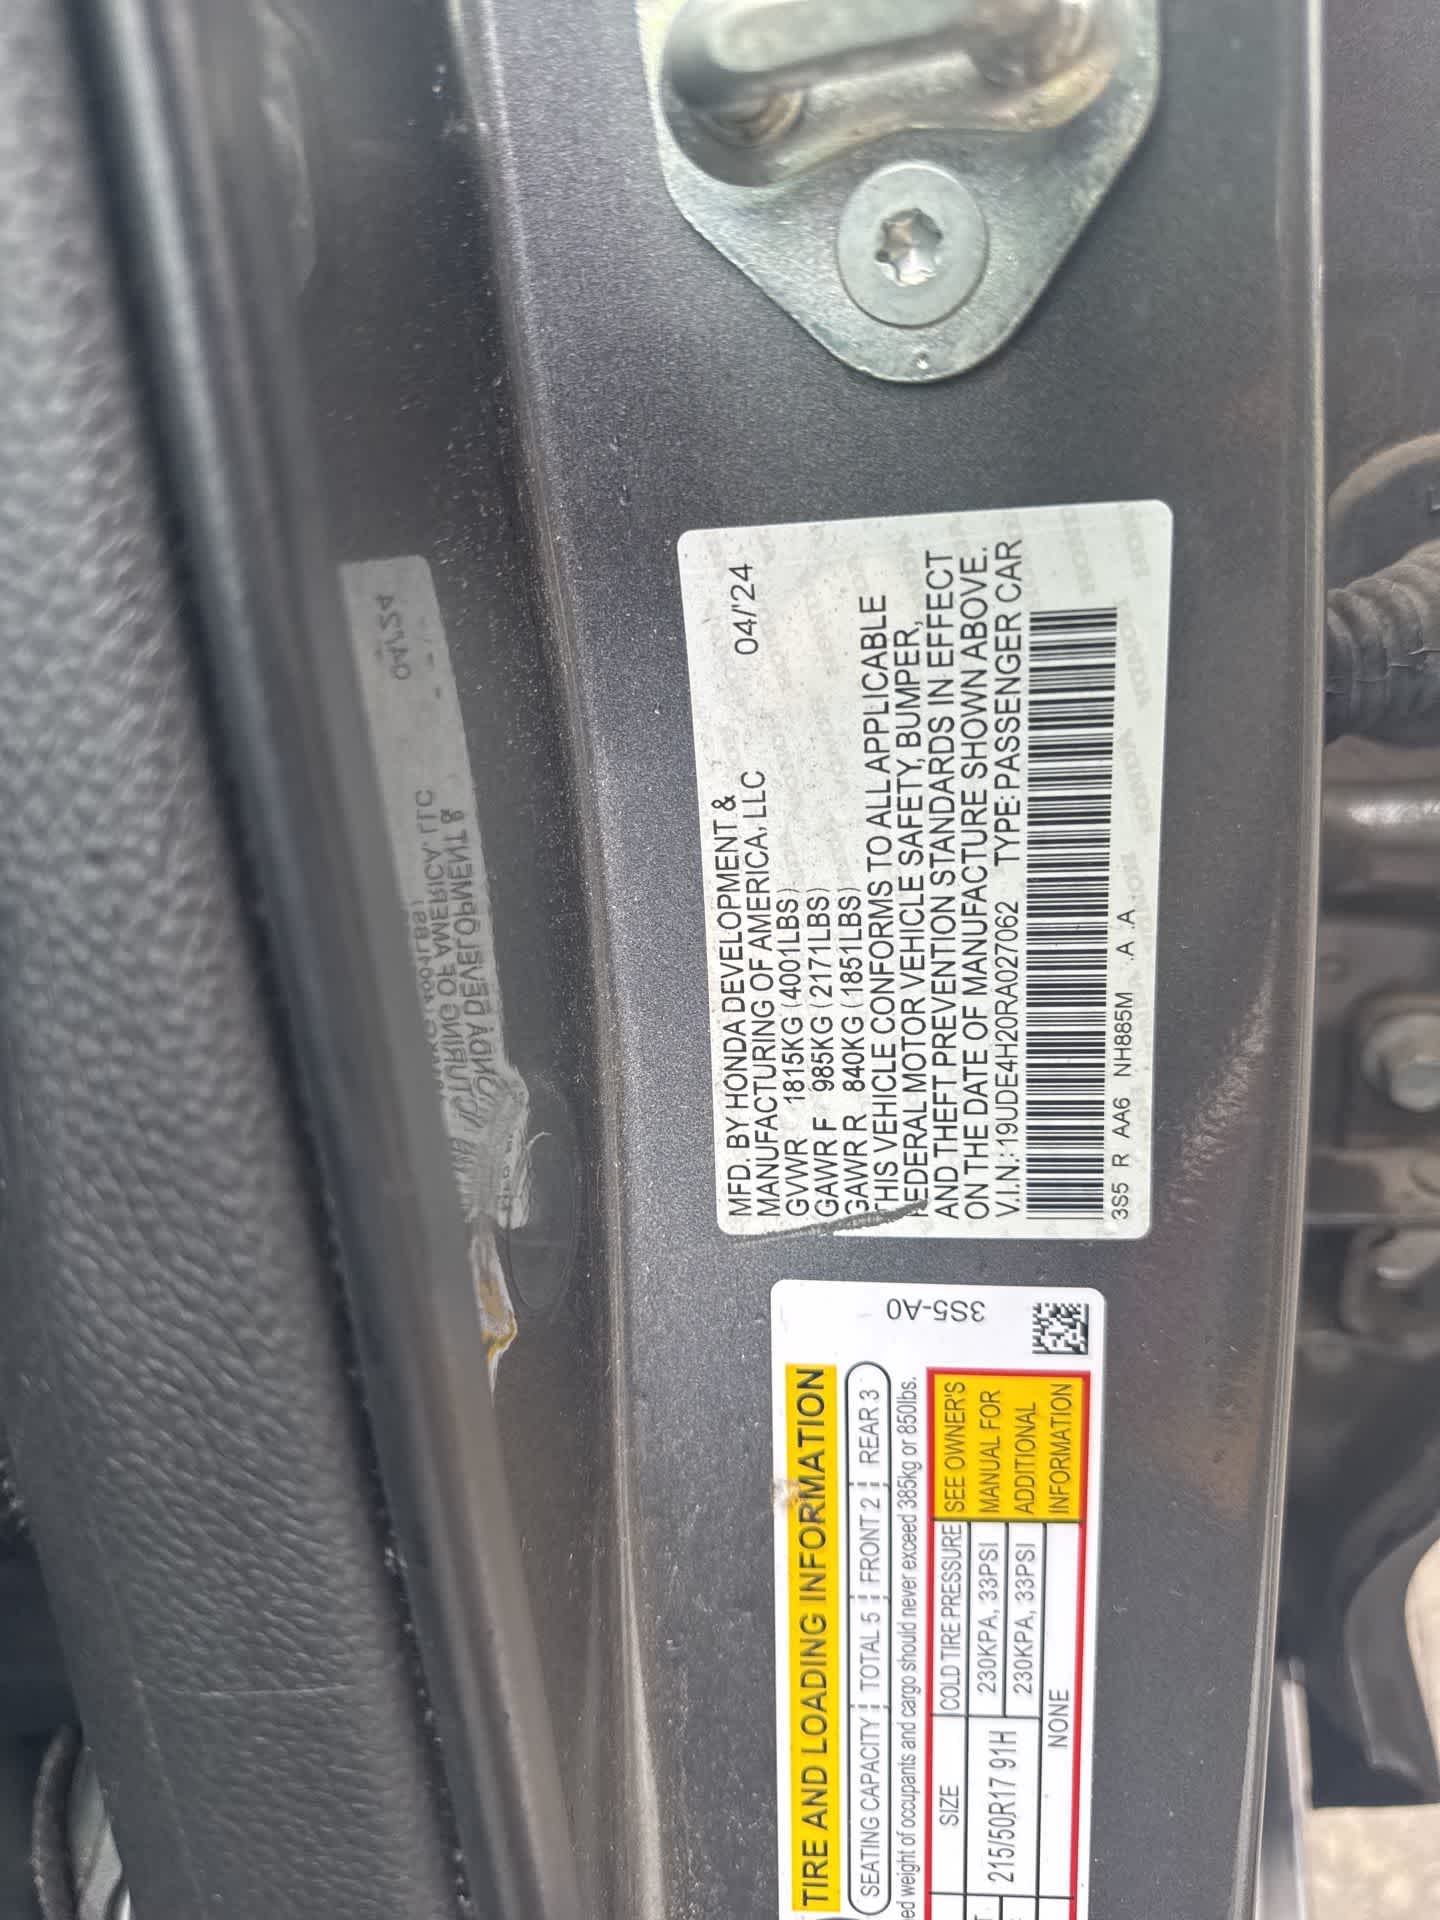 MFD. BY HONDA DEVELOPMENT &
MANUFACTURING OF AMERICA, LLC 04/'24
GVWR 1815KG (4001LBS)
GAWR F 985KG (2171LBS)
GAWR R 840KG (1851LBS)
THIS VEHICLE CONFORMS TO ALL APPLICABLE
FEDERAL MOTOR VEHICLE SAFETY, BUMPER,
AND THEFT PREVENTION STANDARDS IN EFFECT
ON THE DATE OF MANUFACTURE SHOWN ABOVE.
V.I.N.: 19UDE4H20RA027062 TYPE: PASSENGER CAR
3S5 R AA6 NH885M .A .A
3S5-A0
TIRE AND LOADING INFORMATION
SEATING CAPACITY TOTAL 5 FRONT 2 REAR 3
weight of occupants and cargo should never exceed 385kg or 850lbs.
SIZE COLD TIRE PRESSURE
215/50R17 91H 230KPA, 33PSI
230KPA, 33PSI
NONE
SEE OWNER'S
MANUAL FOR
ADDITIONAL
INFORMATION